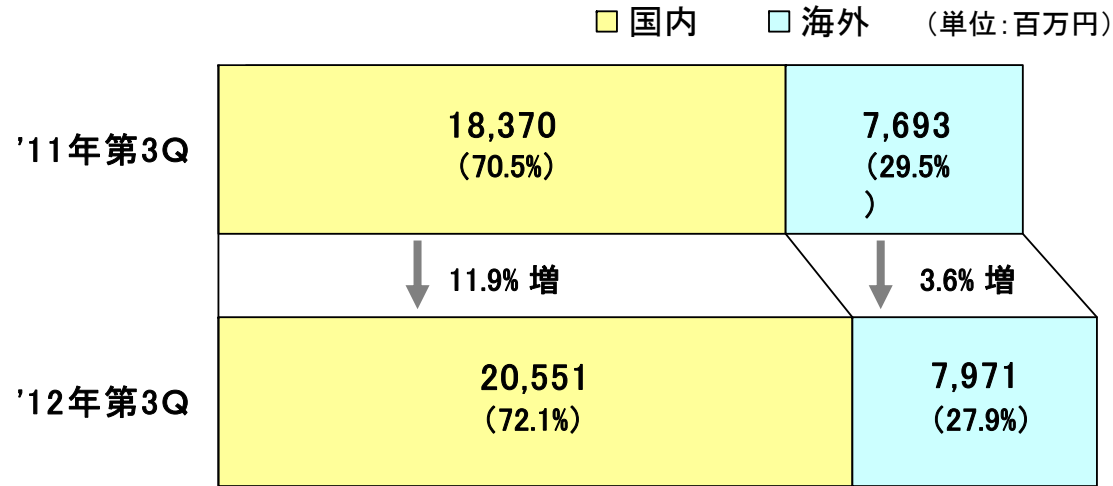 国内 海外 (単位:百万円)
'11年第3Q
18,370
(70.5%)
7,693
(29.5%
)
11.9% 増
3.6% 増
'12年第3Q
20,551
(72.1%)
7,971
(27.9%)